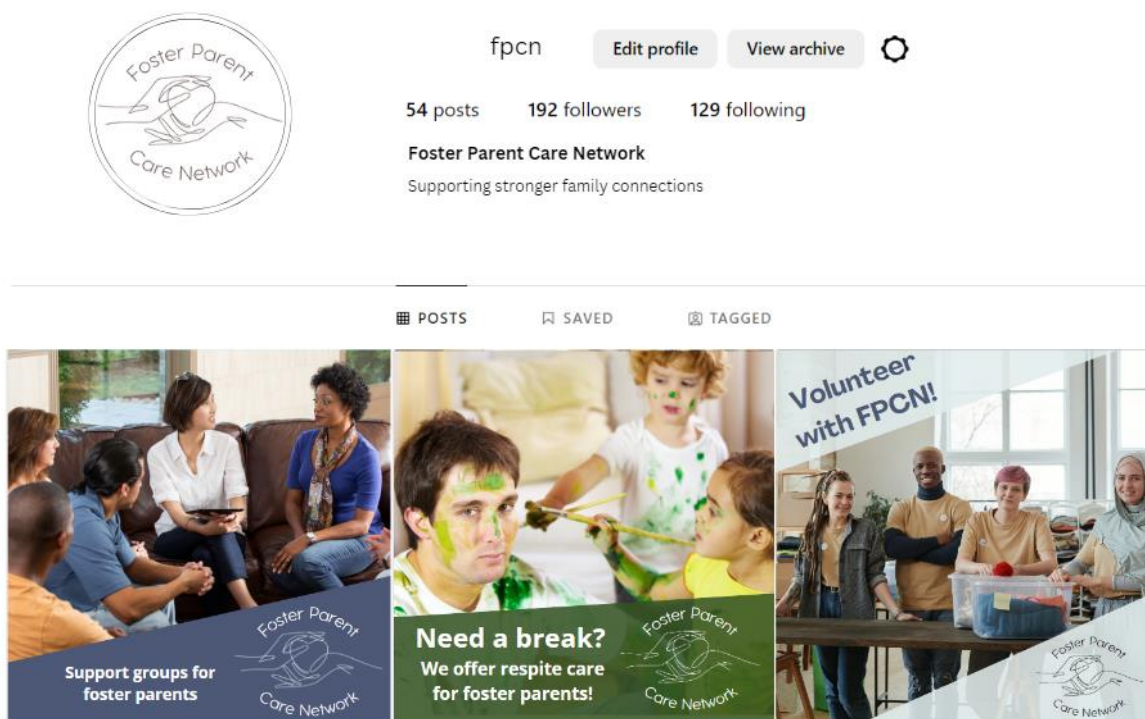 Foster Parent
Care Network
fpcn
Edit profile
View archive
54 posts
192 followers
129 following
Foster Parent Care Network
Supporting stronger family connections
POSTS
SAVED
TAGGED
Support groups for
foster parents
Foster Parent
Care Network
Need a break?
We offer respite care
for foster parents!
Foster Parent
Care Network
Volunteer
with FPCN!
Foster Parent
Care Network